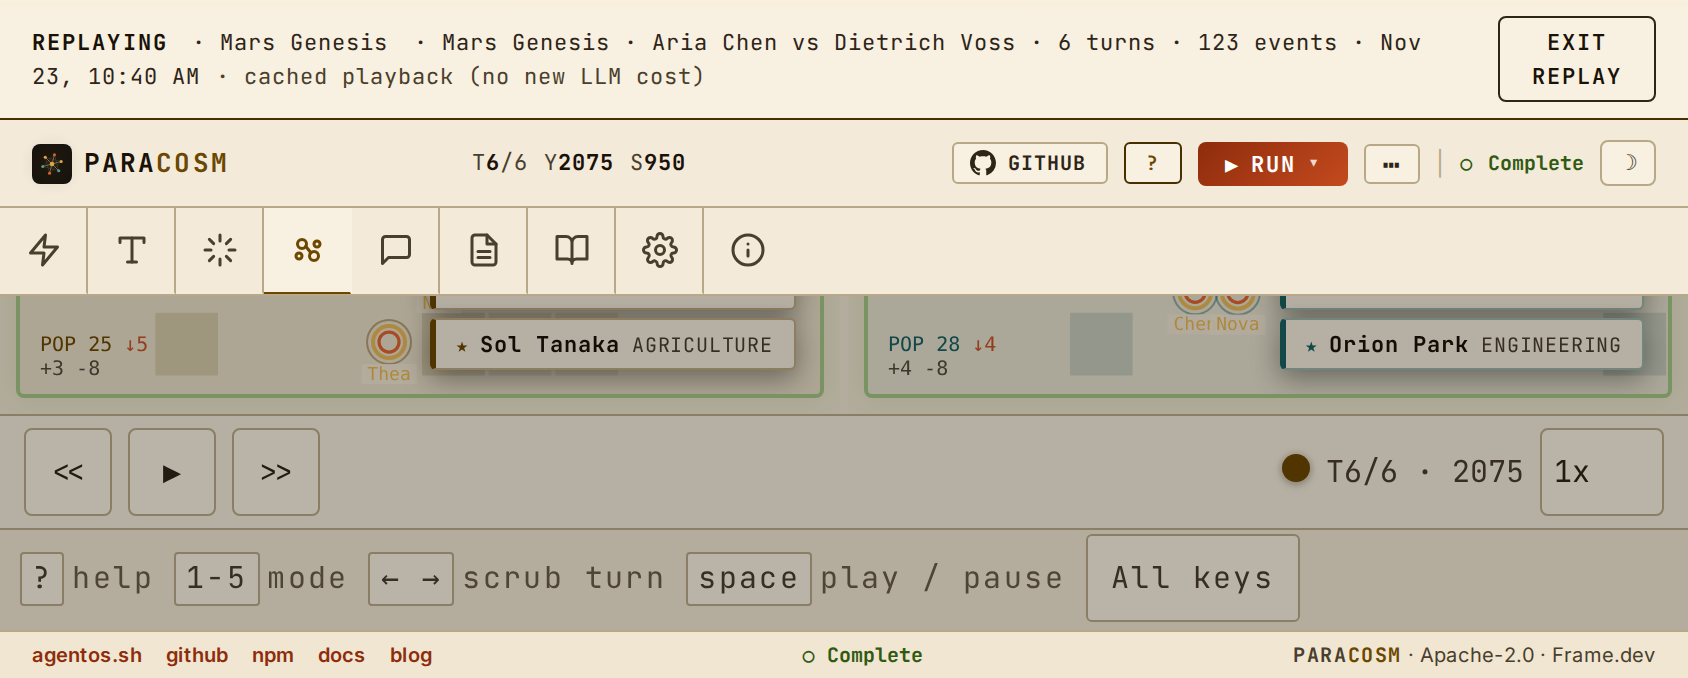 REPLAYING · Mars Genesis · Mars Genesis · Aria Chen vs Dietrich Voss · 6 turns · 123 events · Nov
23, 10:40 AM · cached playback (no new LLM cost)
EXIT
REPLAY
PARACOSM
T6/6 Y2075 S950
GITHUB
?
▶ RUN ▼
Complete
POP 25 ↓5
+3 -8
Thea
★ Sol Tanaka AGRICULTURE
POP 28 ↓4
+4 -8
Nova
★ Orion Park ENGINEERING
<< ▶ >>
T6/6 · 2075
1x
? help 1-5 mode ← → scrub turn space play / pause All keys
agentos.sh github npm docs blog
Complete
PARACOSM · Apache-2.0 · Frame.dev